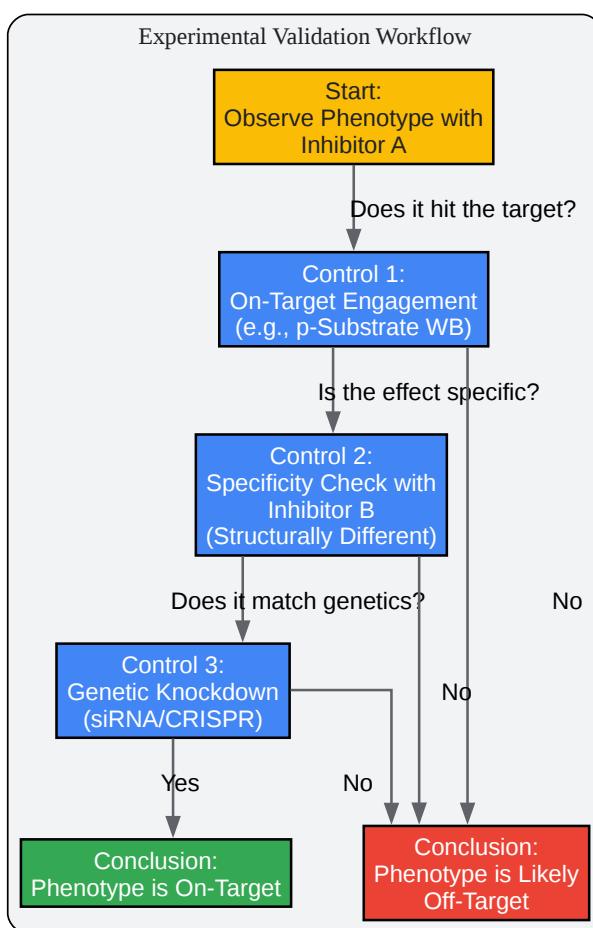 Experimental Validation Workflow
Start:
Observe Phenotype with
Inhibitor A
Does it hit the target?
Control 1:
On-Target Engagement
(e.g., p-Substrate WB)
Is the effect specific?
Control 2:
Specificity Check with
Inhibitor B
(Structurally Different)
Does it match genetics?
No
Control 3:
Genetic Knockdown
(siRNA/CRISPR)
No
Yes
No
Conclusion:
Phenotype is On-Target
Conclusion:
Phenotype is Likely
Off-Target